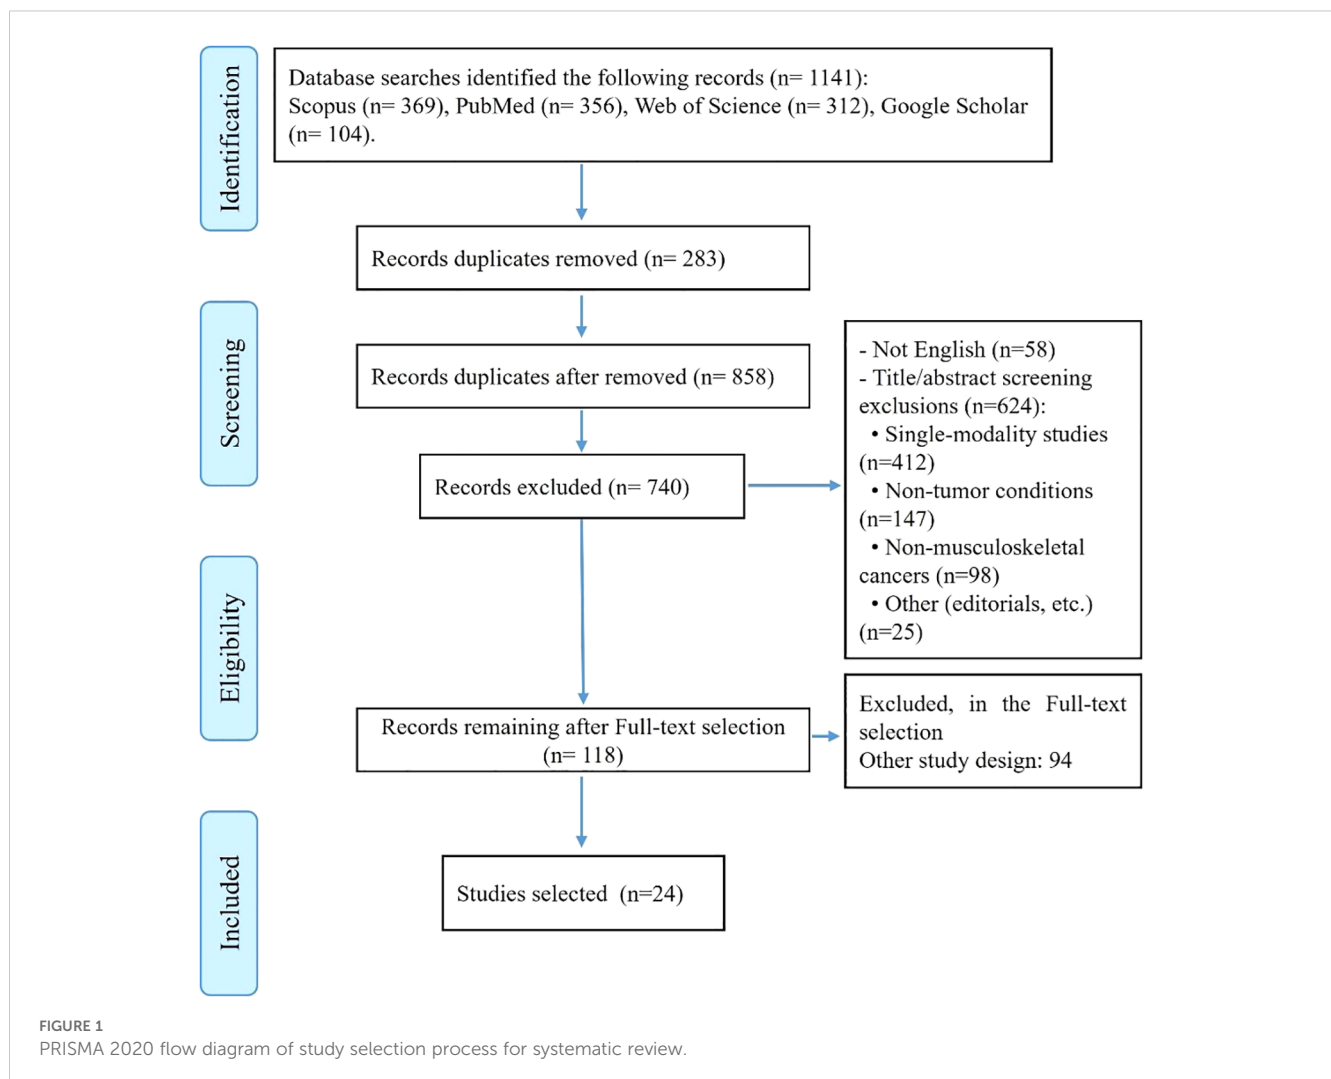 Identification
Database searches identified the following records (n= 1141):
Scopus (n= 369), PubMed (n= 356), Web of Science (n= 312), Google Scholar
(n= 104).
Records duplicates removed (n= 283)
Screening
Records duplicates after removed (n= 858)
Records excluded (n= 740)
- Not English (n=58)
- Title/abstract screening
exclusions (n=624):
• Single-modality studies
(n=412)
• Non-tumor conditions
(n=147)
• Non-musculoskeletal
cancers (n=98)
• Other (editorials, etc.)
(n=25)
Eligibility
Records remaining after Full-text selection
(n= 118)
Excluded, in the Full-text
selection
Other study design: 94
Included
Studies selected (n=24)
FIGURE 1
PRISMA 2020 flow diagram of study selection process for systematic review.